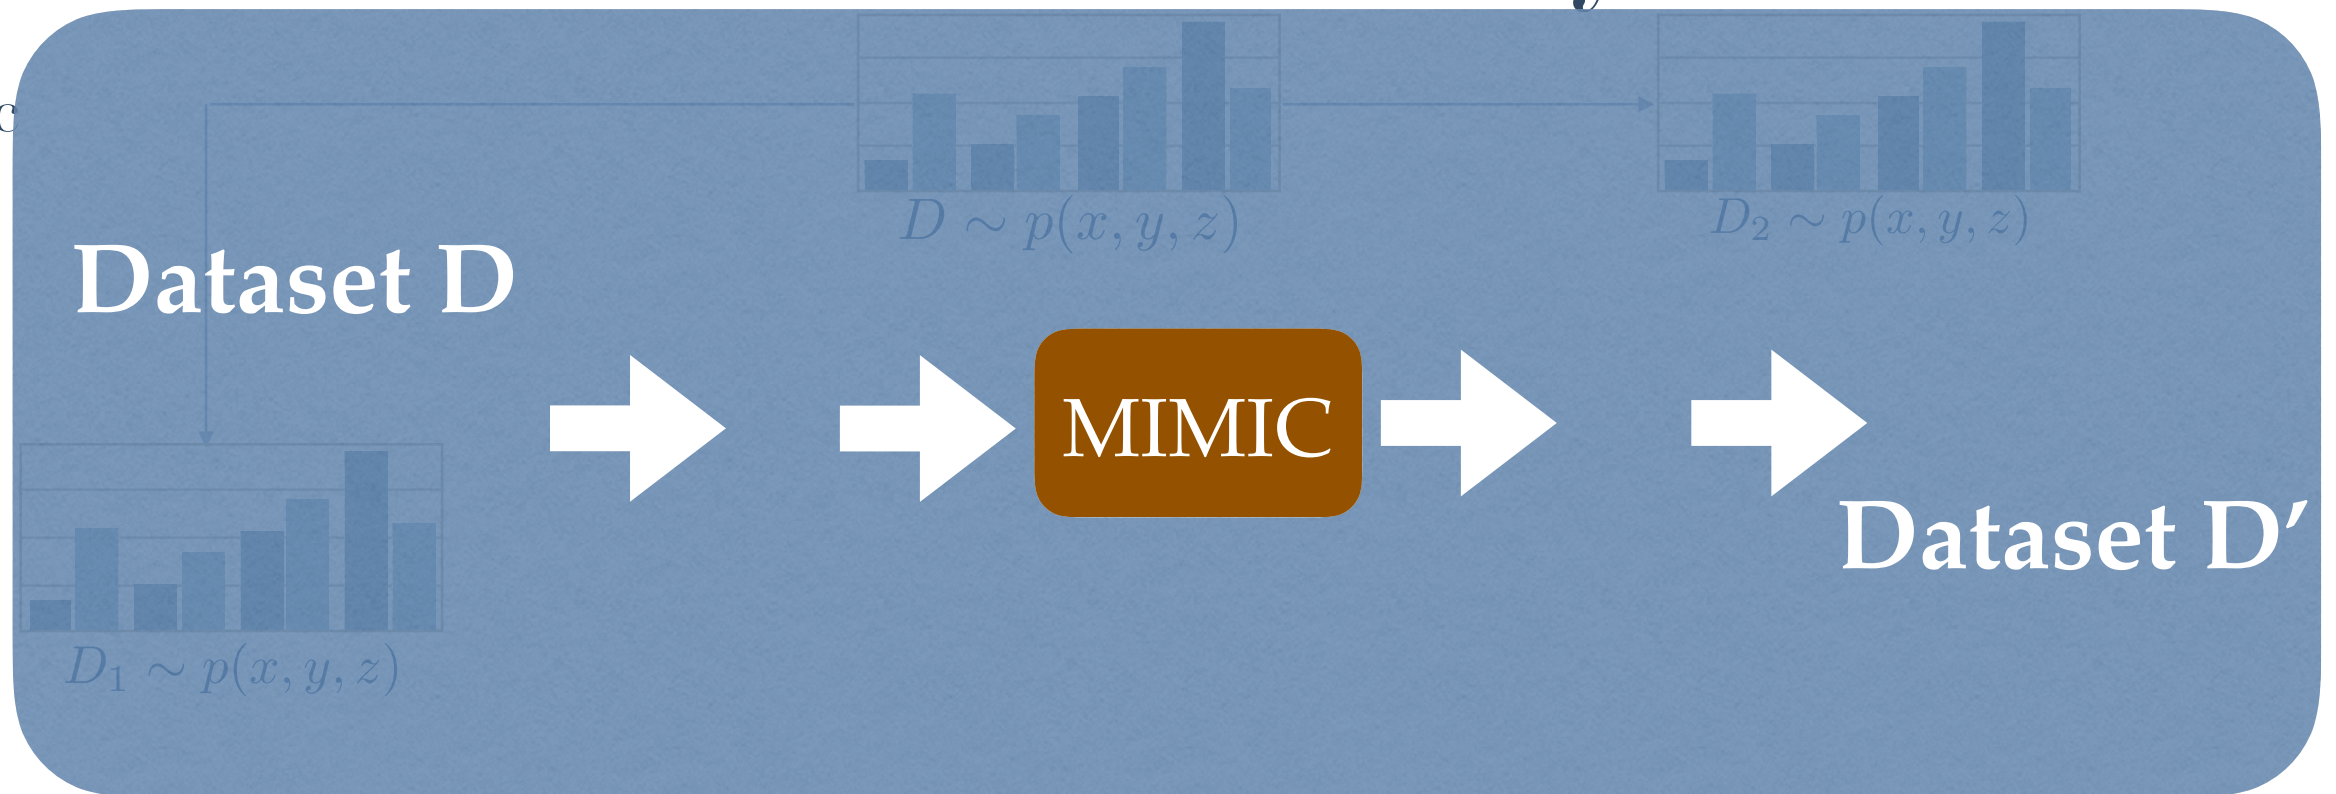 D ∼ p(x, y, z)
D₂ ∼ p(x, y, z)
Dataset D
MIMIC
Dataset D′
D₁ ∼ p(x, y, z)